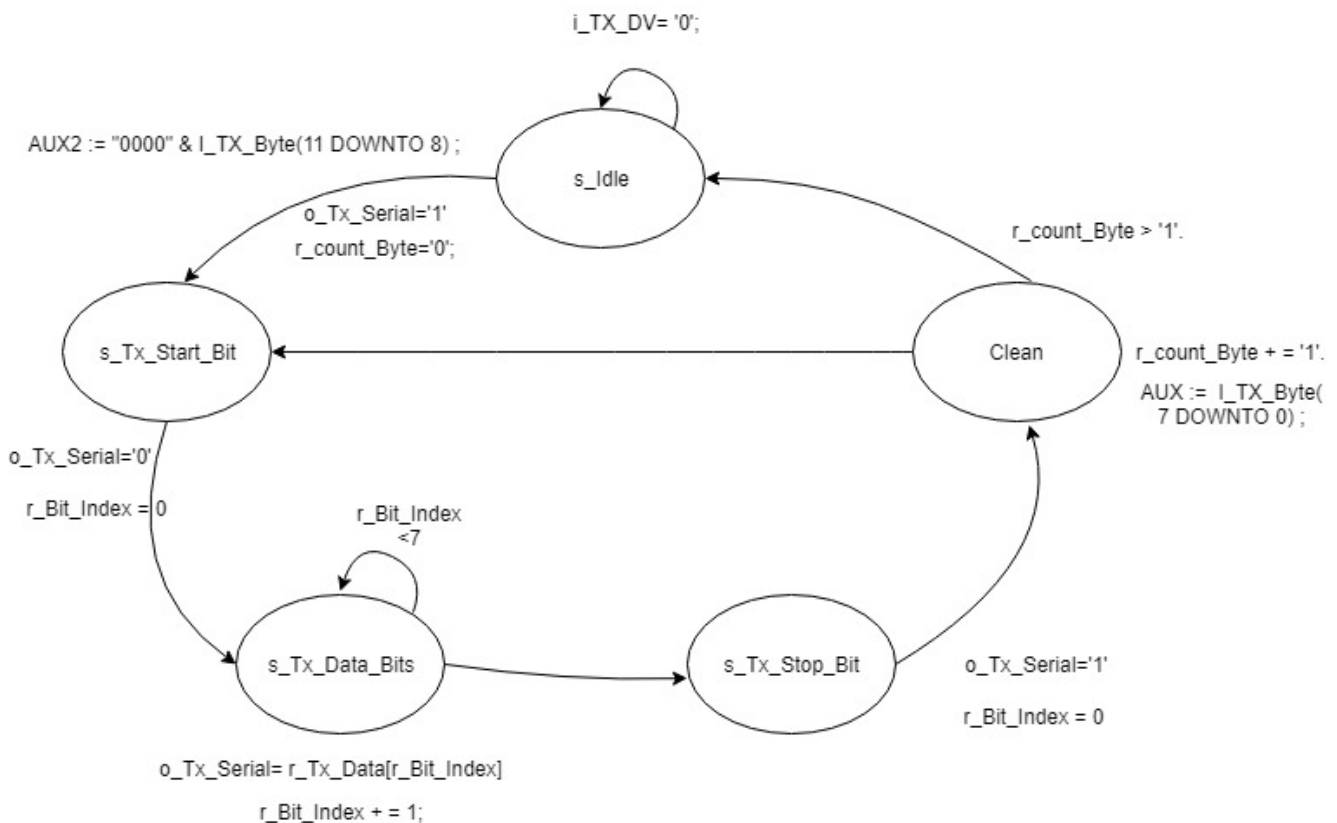 i_TX_DV= '0';
AUX2 := "0000" & I_TX_Byte(11 DOWNTO 8) ;
s_Idle
o_Tx_Serial='1'
r_count_Byte='0';
r_count_Byte > '1'.
s_Tx_Start_Bit
Clean
r_count_Byte + = '1'.
AUX := I_TX_Byte(
7 DOWNTO 0) ;
o_Tx_Serial='0'
r_Bit_Index = 0
r_Bit_Index
<7
s_Tx_Data_Bits
s_Tx_Stop_Bit
o_Tx_Serial='1'
r_Bit_Index = 0
o_Tx_Serial= r_Tx_Data[r_Bit_Index]
r_Bit_Index + = 1;